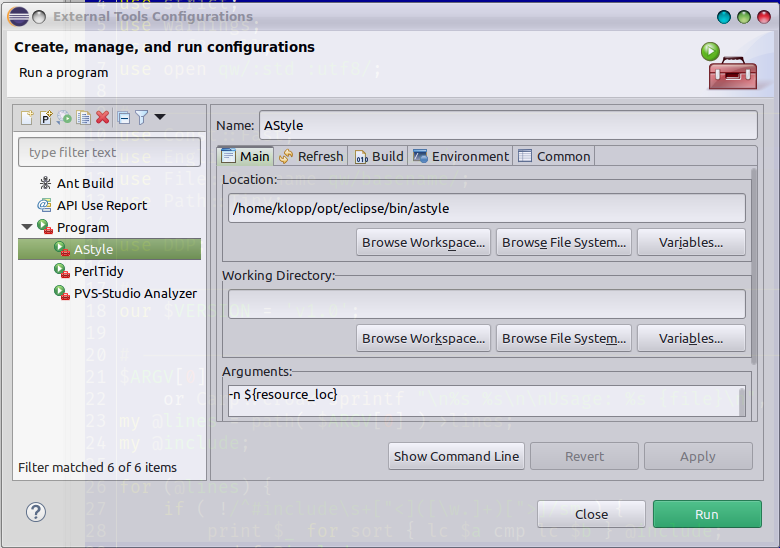 External Tools Configurations
Create, manage, and run configurations
Run a program
type filter text
Ant Build
API Use Report
Program
AStyle
PerlTidy
PVS-Studio Analyzer
Filter matched 6 of 6 items
Name: AStyle
Main Refresh Build Environment Common
Location:
/home/klopp/opt/eclipse/bin/astyle
Browse Workspace... Browse File System... Variables...
Working Directory:
Browse Workspace... Browse File System... Variables...
Arguments:
-n ${resource_loc}
Show Command Line Revert Apply
Close Run